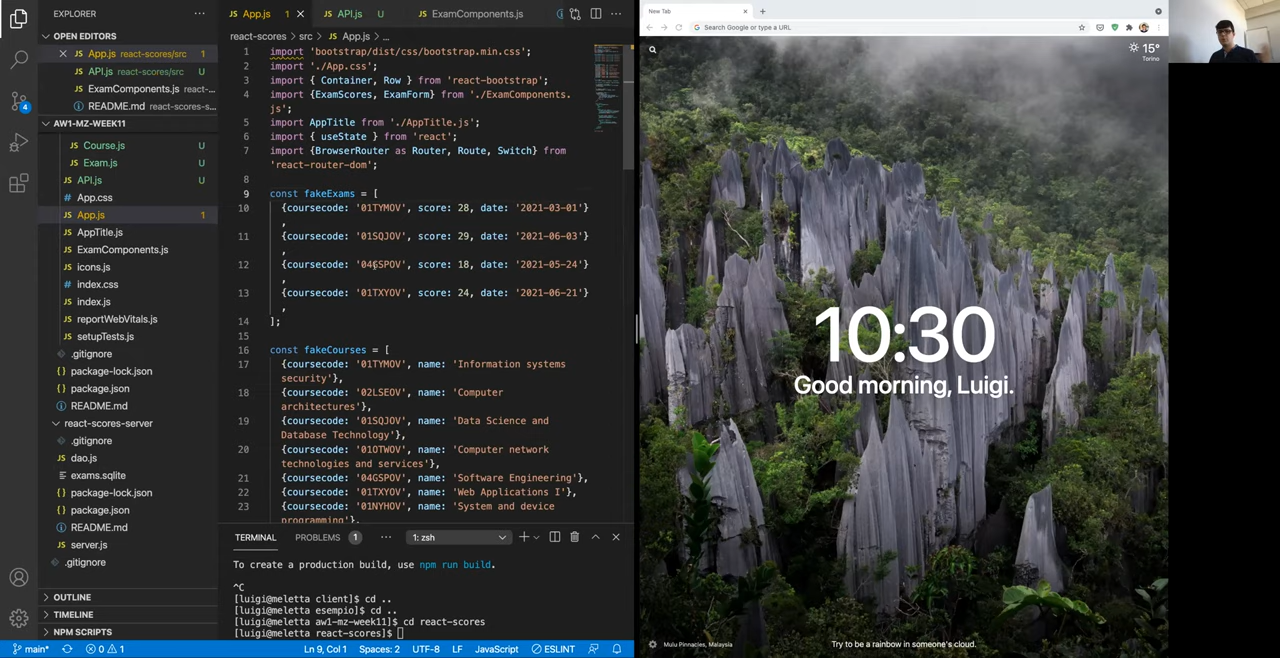 EXPLORER
OPEN EDITORS
App.js react-scores/src 1
API.js react-scores/src U
ExamComponents.js react-...
README.md react-scores-s...
AW1-MZ-WEEK11
Course.js U
Exam.js U
API.js U
App.css
App.js 1
AppTitle.js
ExamComponents.js
icons.js
index.css
index.js
reportWebVitals.js
setupTests.js
.gitignore
package-lock.json
package.json
README.md
react-scores-server
.gitignore
dao.js
exams.sqlite
package-lock.json
package.json
README.md
server.js
.gitignore
OUTLINE
TIMELINE
NPM SCRIPTS
4
App.js 1
API.js U
ExamComponents.js
react-scores > src > App.js > ...
1 import 'bootstrap/dist/css/bootstrap.min.css';
2 import './App.css';
3 import { Container, Row } from 'react-bootstrap';
4 import {ExamScores, ExamForm} from './ExamComponents.
js';
5 import AppTitle from './AppTitle.js';
6 import { useState } from 'react';
7 import {BrowserRouter as Router, Route, Switch} from
'react-router-dom';
8
9 const fakeExams = [
10 {coursecode: '01TYMOV', score: 28, date: '2021-03-01'}
,
11 {coursecode: '01SQJOV', score: 29, date: '2021-06-03'}
,
12 {coursecode: '04GSPOV', score: 18, date: '2021-05-24'}
,
13 {coursecode: '01TXYOV', score: 24, date: '2021-06-21'}
,
14 ];
15
16 const fakeCourses = [
17 {coursecode: '01TYMOV', name: 'Information systems
security'},
18 {coursecode: '02LSEOV', name: 'Computer
architectures'},
19 {coursecode: '01SQJOV', name: 'Data Science and
Database Technology'},
20 {coursecode: '01OTWOV', name: 'Computer network
technologies and services'},
21 {coursecode: '04GSPOV', name: 'Software Engineering'},
22 {coursecode: '01TXYOV', name: 'Web Applications I'},
23 {coursecode: '01NYHOV', name: 'System and device
programming'},
TERMINAL PROBLEMS 1 ... 1: zsh
To create a production build, use npm run build.
^C
[luigi@meletta client]$ cd ..
[luigi@meletta esempio]$ cd ..
[luigi@meletta aw1-mz-week11]$ cd react-scores
[luigi@meletta react-scores]$
main* 0 1 Ln 9, Col 1 Spaces: 2 UTF-8 LF JavaScript ESLINT
New Tab
Search Google or type a URL
15°
Torino
10:30
Good morning, Luigi.
Mulu Pinnacles, Malaysia
Try to be a rainbow in someone's cloud.